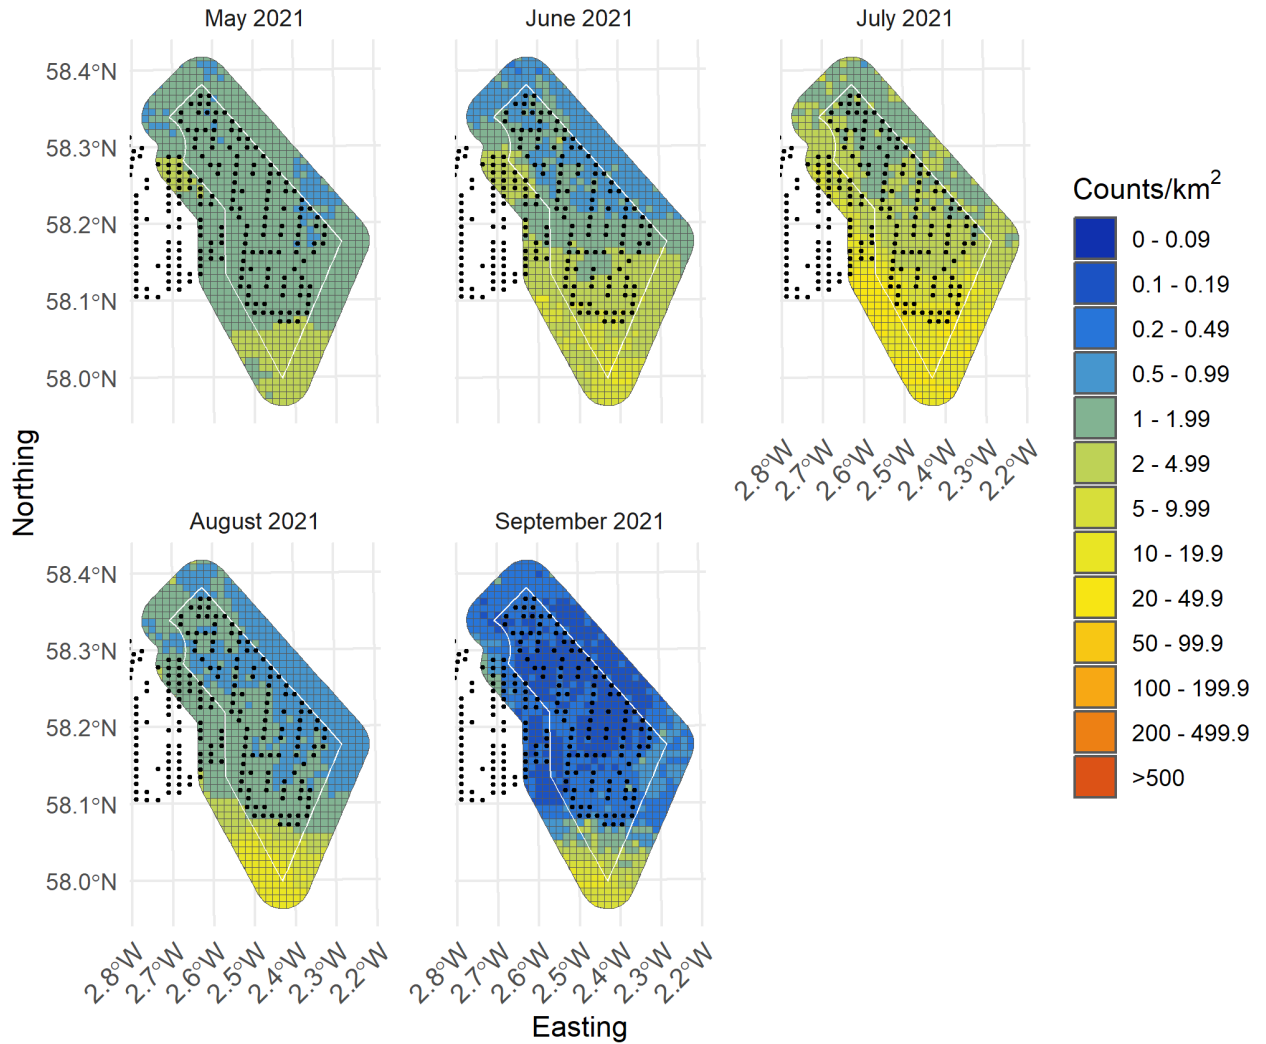 May 2021
June 2021
July 2021
58.4°N
58.3°N
58.2°N
58.1°N
58.0°N
2.8°W
2.7°W
2.6°W
2.5°W
2.4°W
2.3°W
2.2°W
August 2021
September 2021
58.4°N
58.3°N
58.2°N
58.1°N
58.0°N
2.8°W
2.7°W
2.6°W
2.5°W
2.4°W
2.3°W
2.2°W
2.8°W
2.7°W
2.6°W
2.5°W
2.4°W
2.3°W
2.2°W
Northing
Easting
Counts/km²
0 - 0.09
0.1 - 0.19
0.2 - 0.49
0.5 - 0.99
1 - 1.99
2 - 4.99
5 - 9.99
10 - 19.9
20 - 49.9
50 - 99.9
100 - 199.9
200 - 499.9
>500